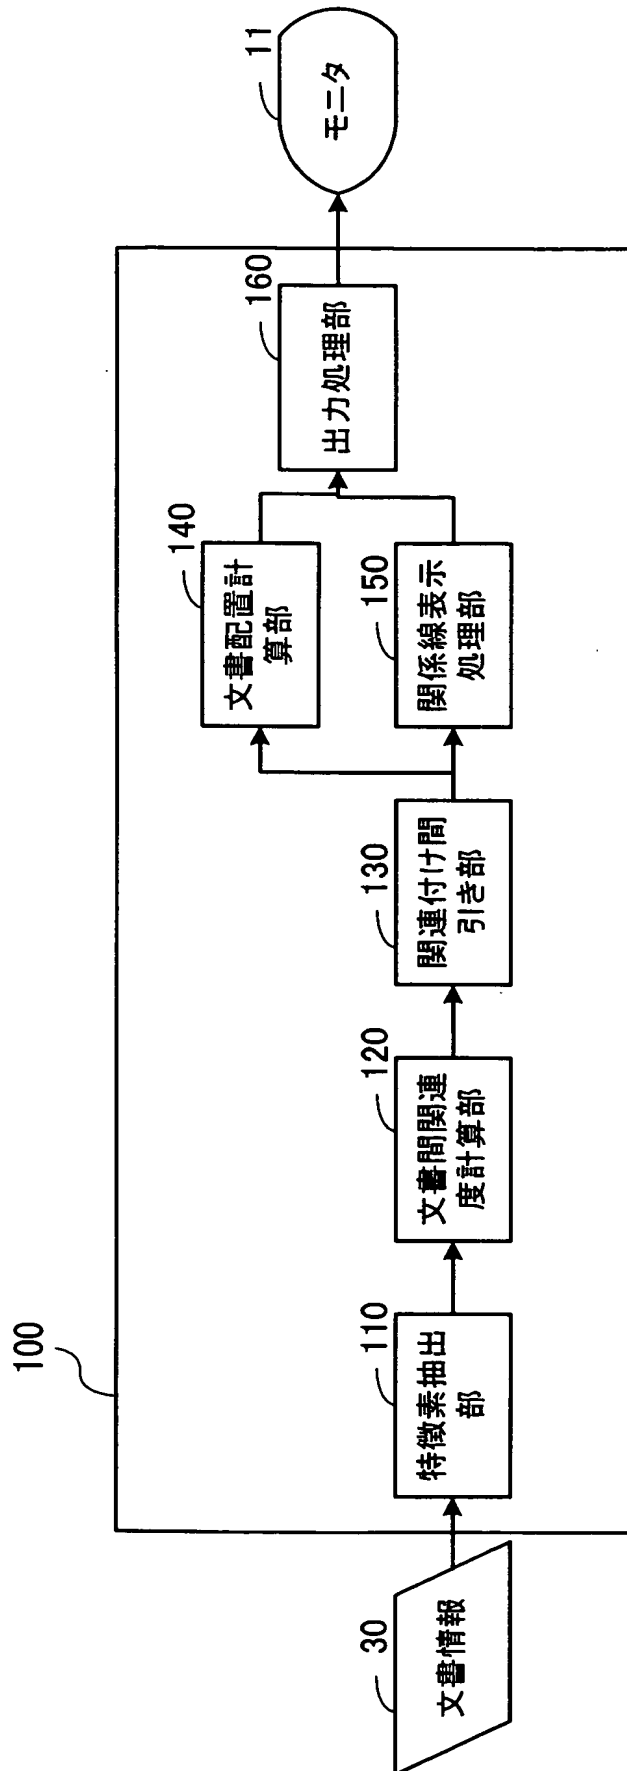 100
30
文書情報
110
特徴素抽出
部
120
文書間関連
度計算部
130
関連付け間
引き部
140
文書配置計
算部
150
関係線表示
処理部
160
出力処理部
11
モニタ